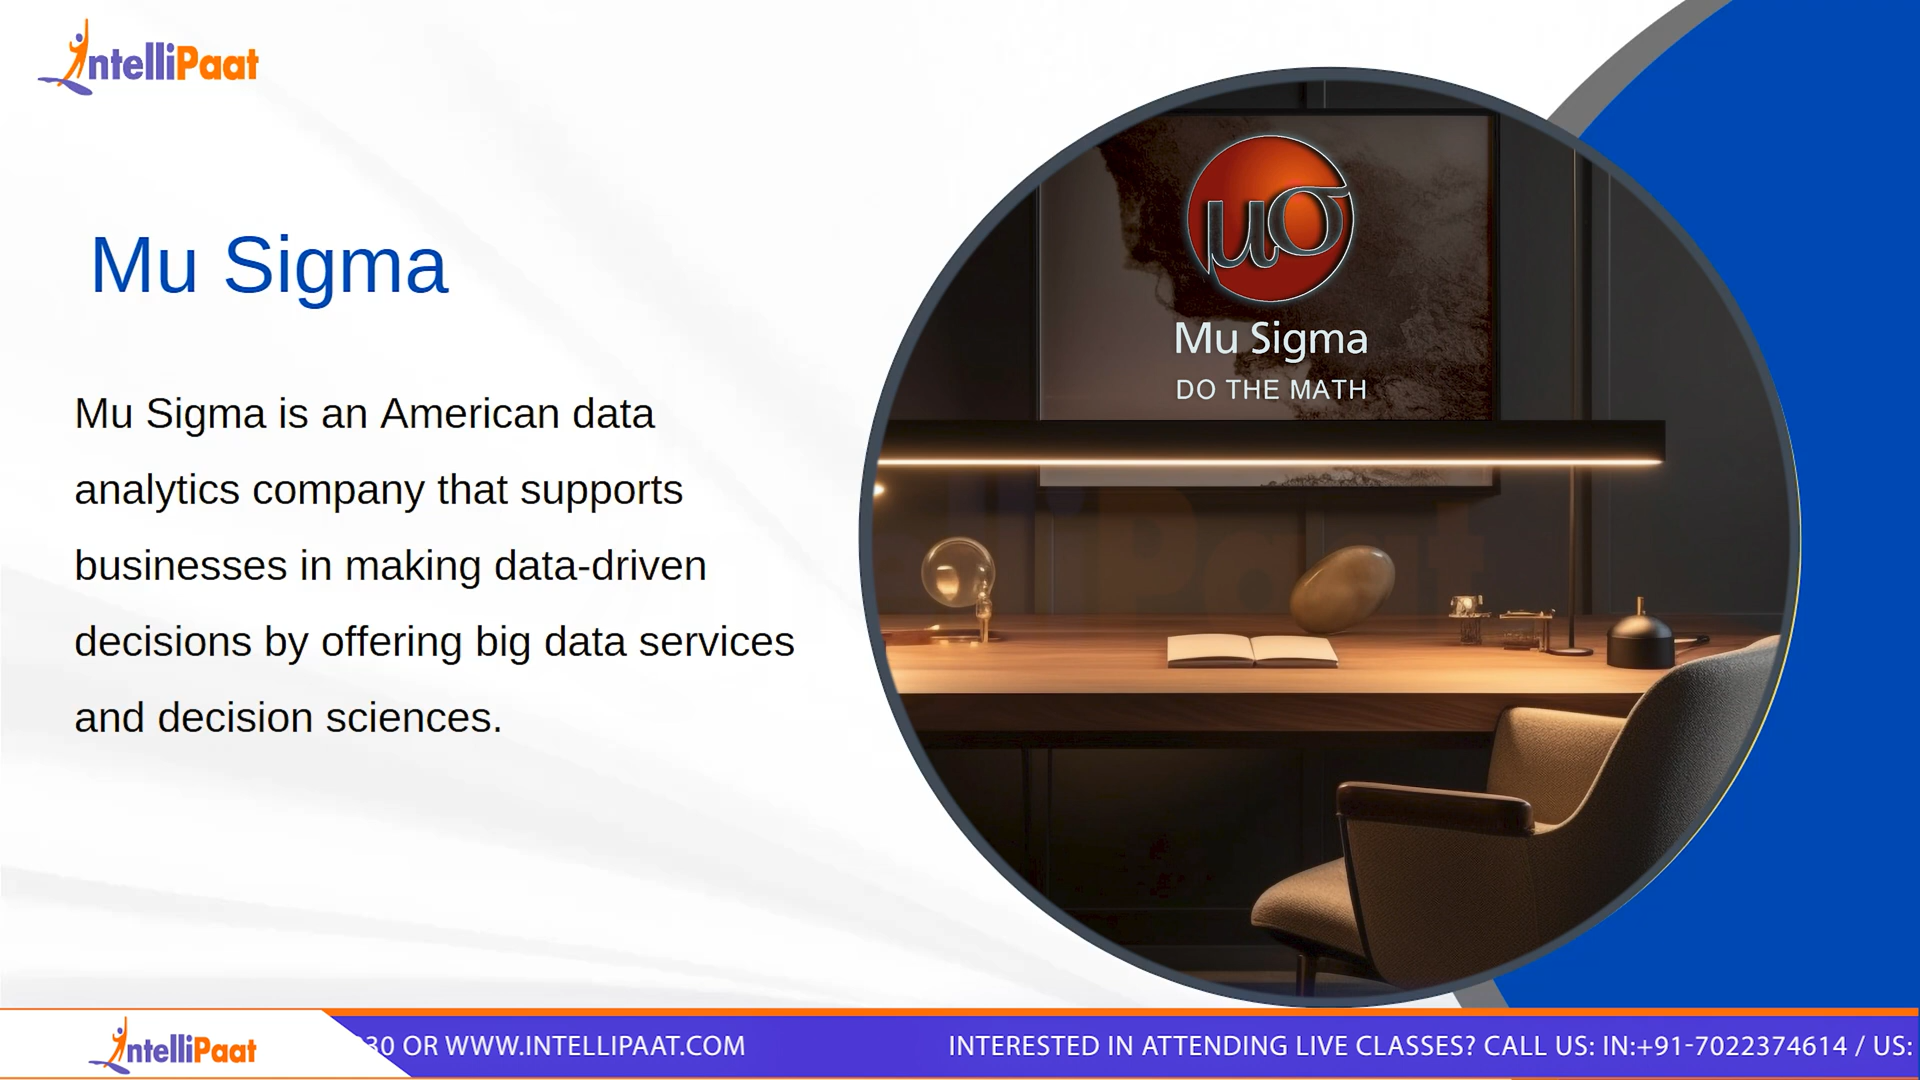 IntelliPaat
Mu Sigma
Mu Sigma is an American data
analytics company that supports
businesses in making data-driven
decisions by offering big data services
and decision sciences.
μσ
Mu Sigma
DO THE MATH
IntelliPaat
30 OR WWW.INTELLIPAAT.COM
INTERESTED IN ATTENDING LIVE CLASSES? CALL US: IN:+91-7022374614 / US: